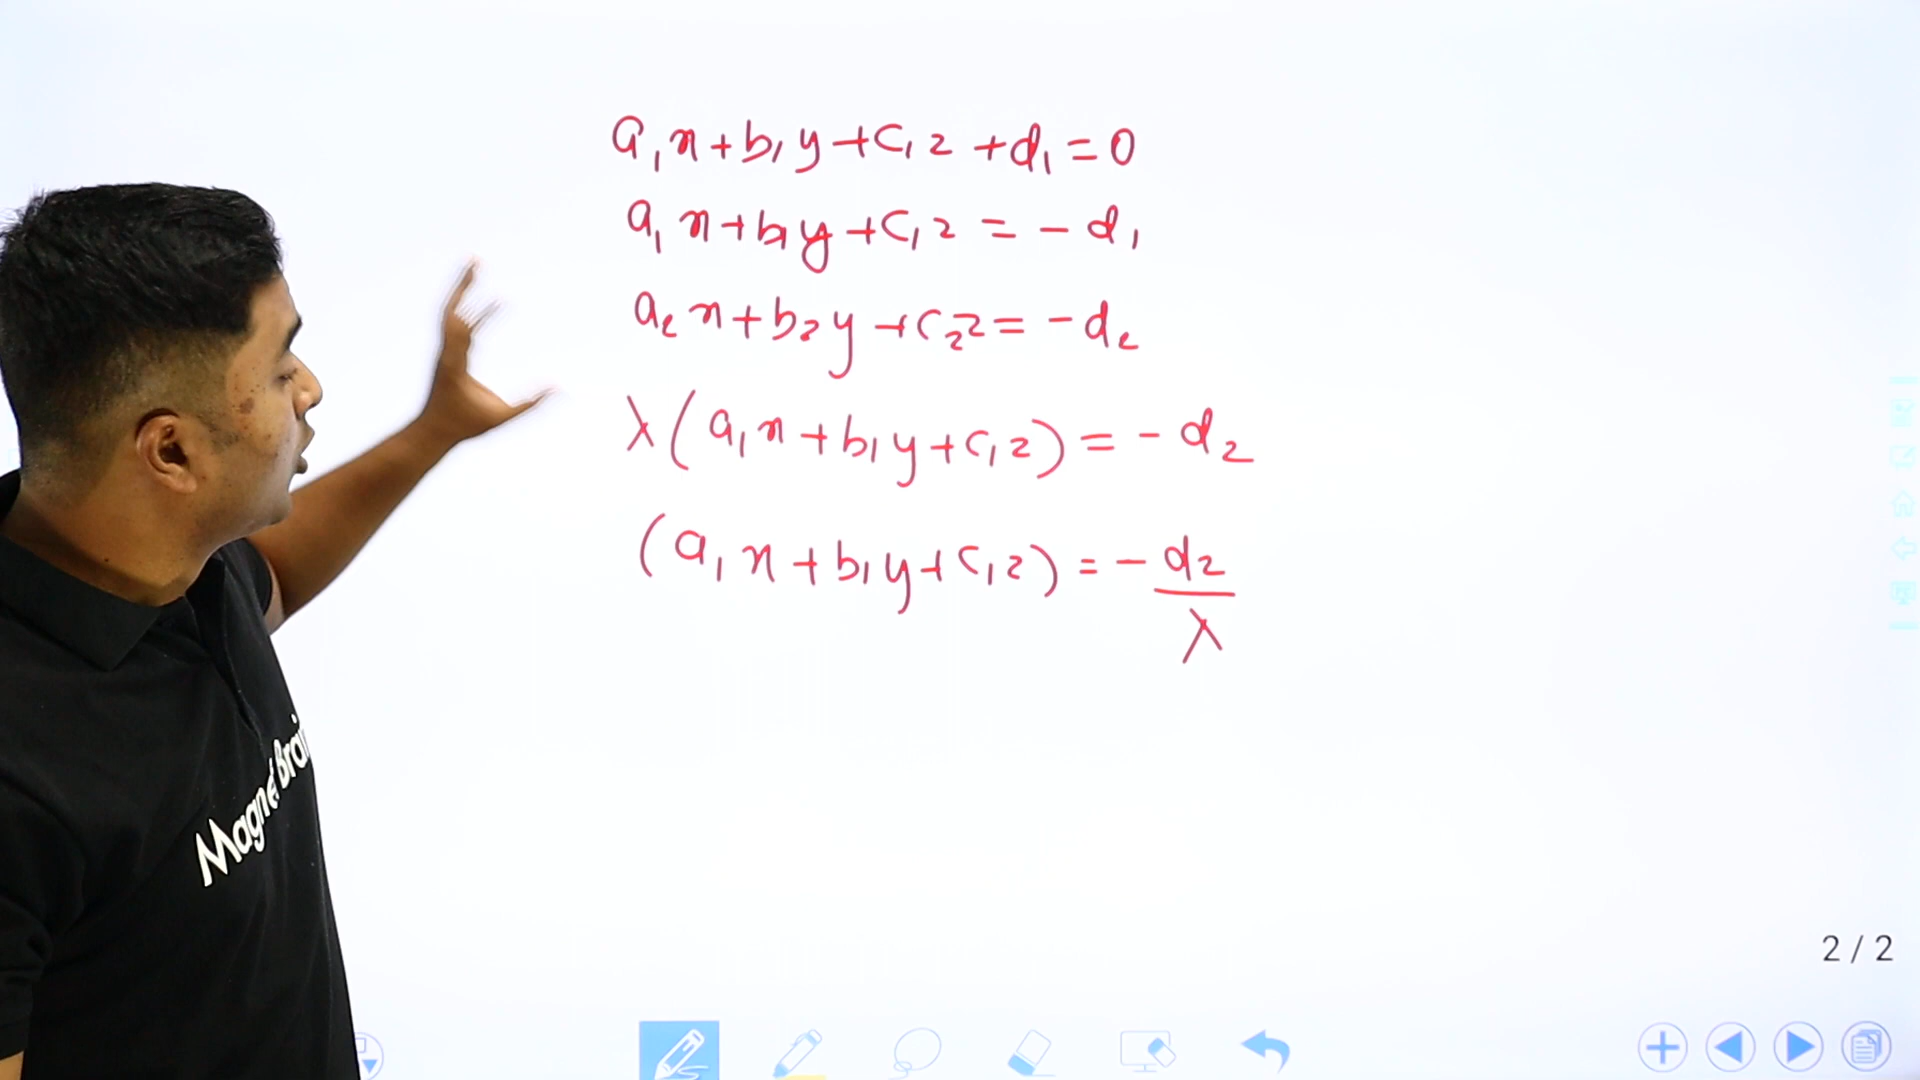 a₁x+b₁y+c₁z+d₁=0
a₁x+b₁y+c₁z=-d₁
a₂x+b₂y+c₂z=-d₂
λ(a₁x+b₁y+c₁z)=-d₂
(a₁x+b₁y+c₁z)=-d₂/λ
Magnet Brai
2 / 2